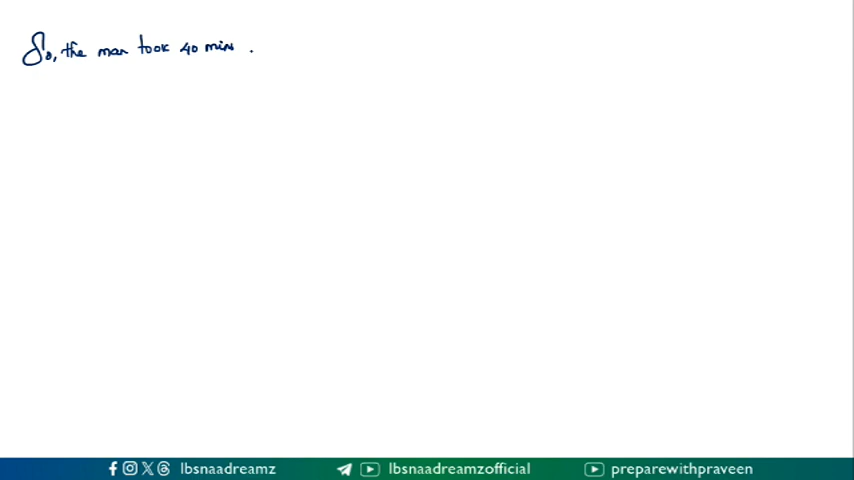 So, the man took 40 mins.
lbsnaadreamz lbsnaadreamzofficial preparewithpraveen